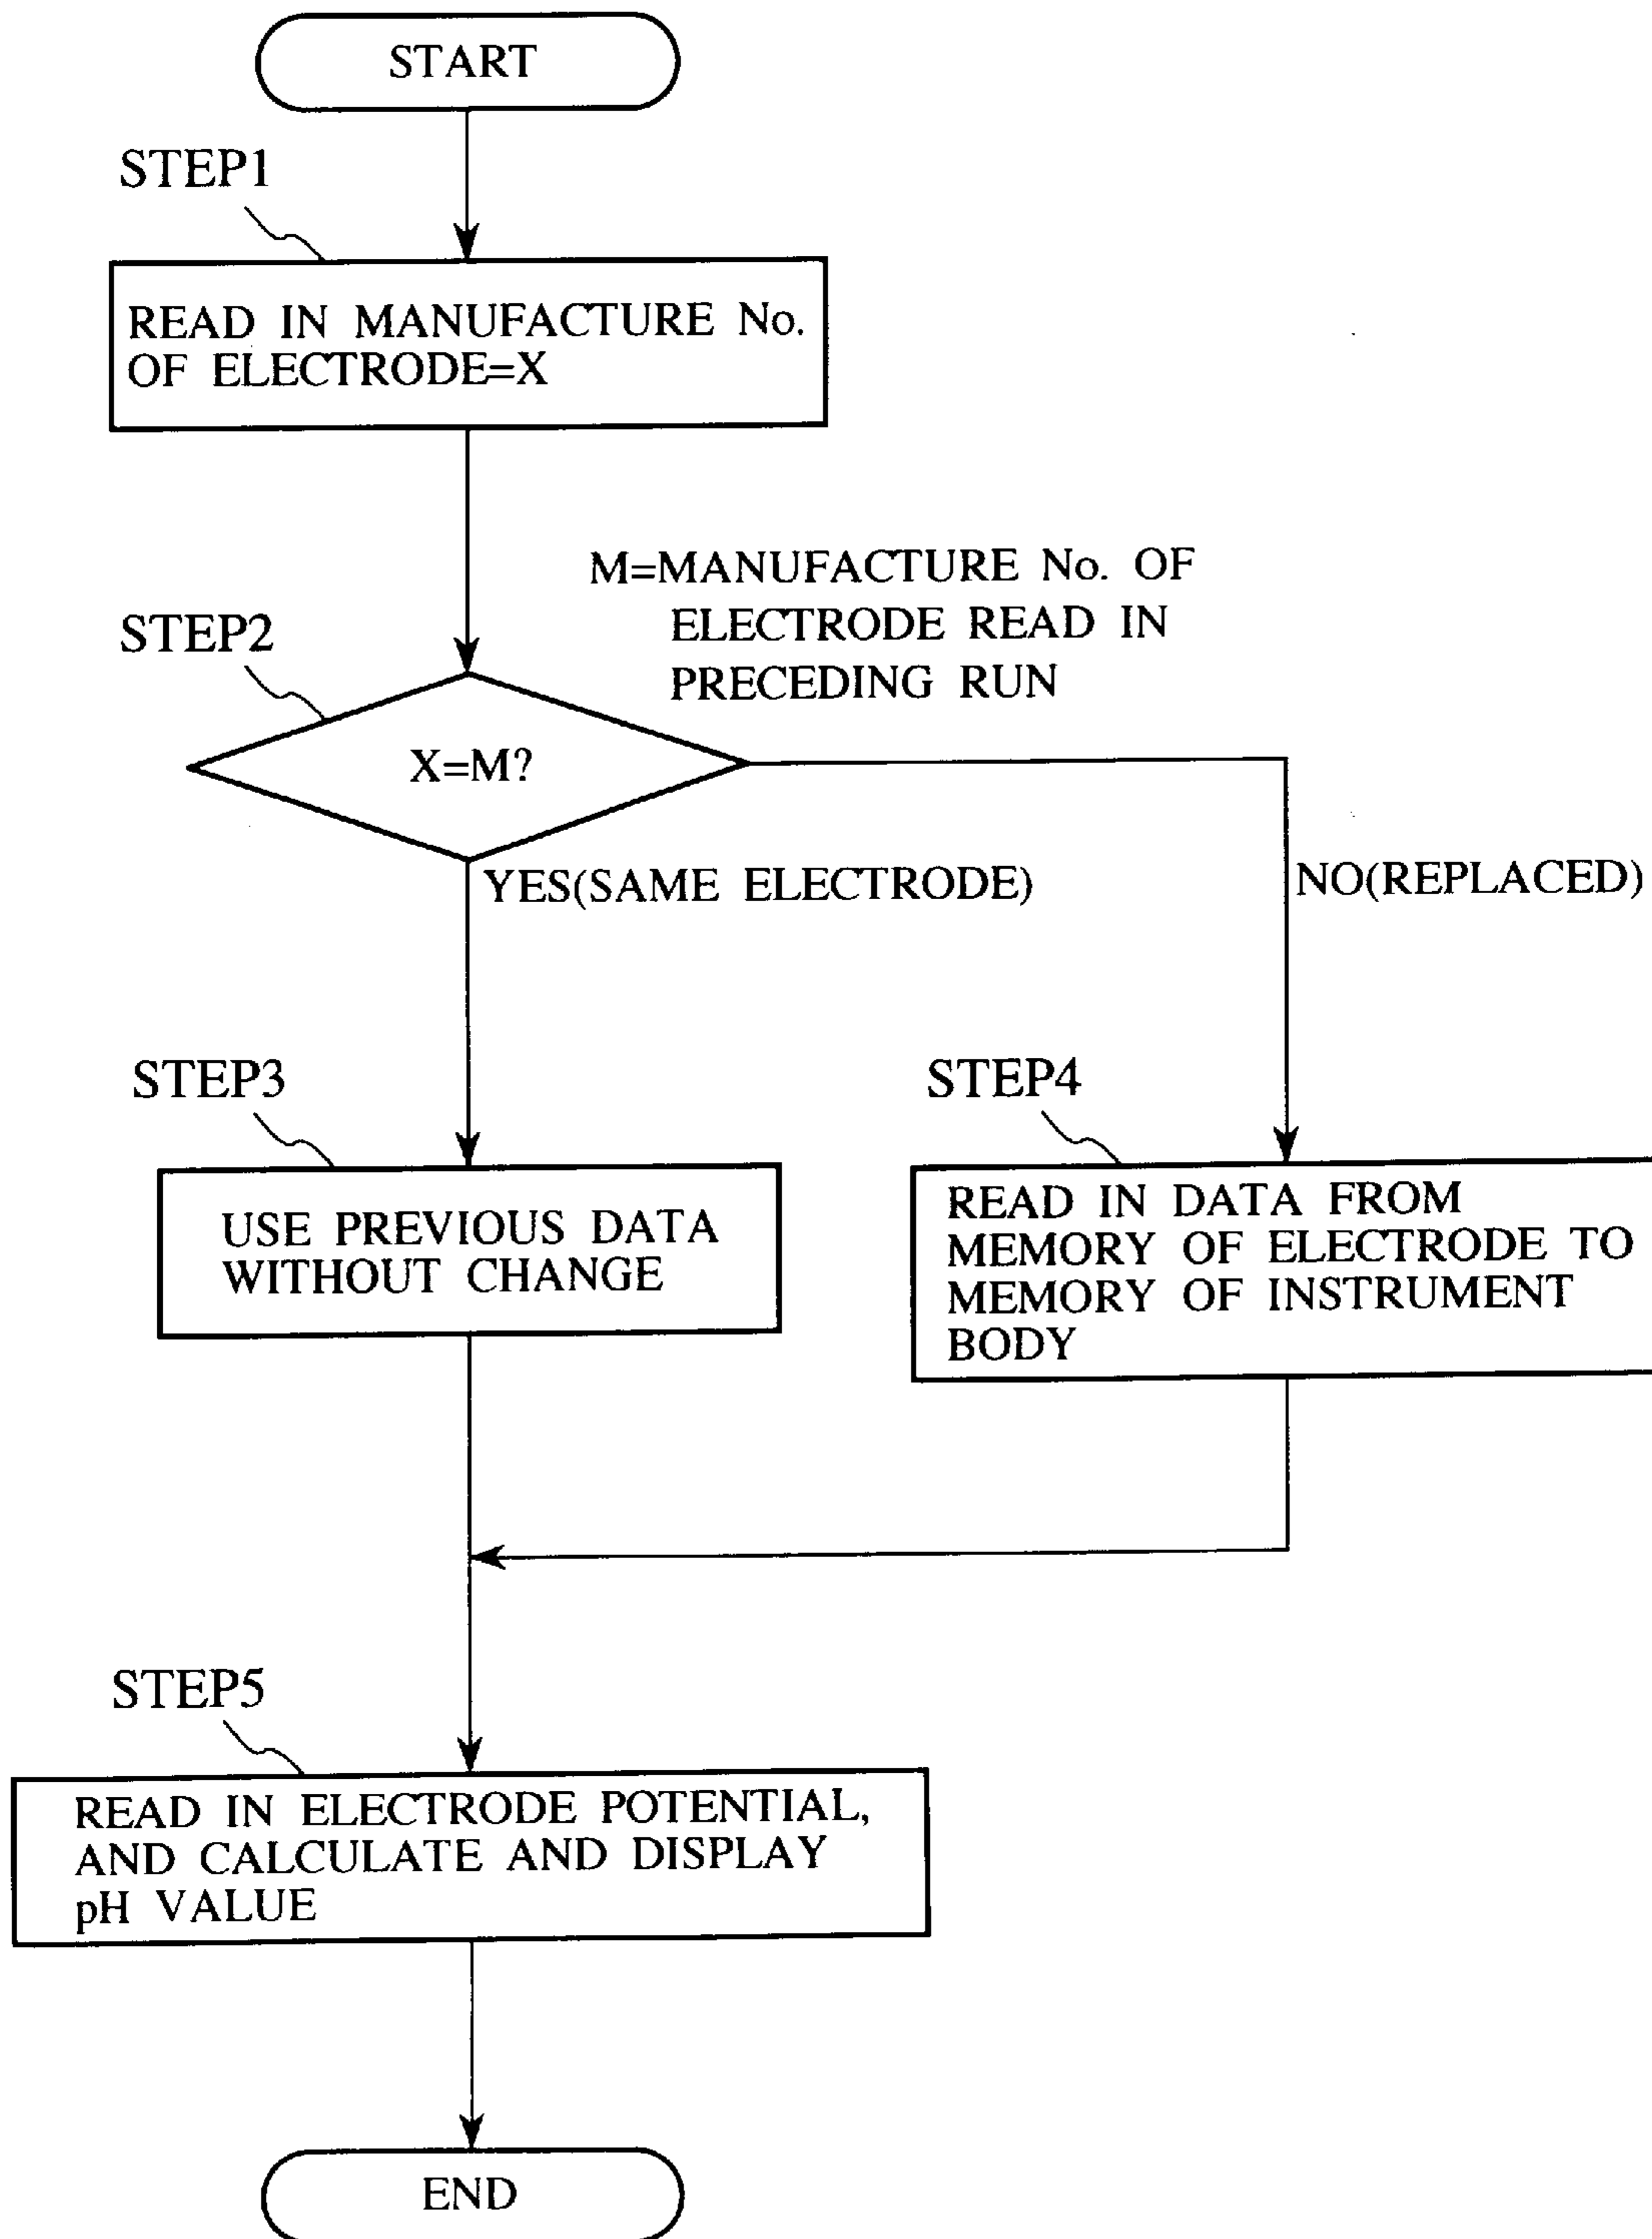 START
STEP1
READ IN MANUFACTURE No.
OF ELECTRODE=X
M=MANUFACTURE No. OF
ELECTRODE READ IN
PRECEDING RUN
STEP2
X=M?
YES(SAME ELECTRODE)
NO(REPLACED)
STEP3
USE PREVIOUS DATA
WITHOUT CHANGE
STEP4
READ IN DATA FROM
MEMORY OF ELECTRODE TO
MEMORY OF INSTRUMENT
BODY
STEP5
READ IN ELECTRODE POTENTIAL,
AND CALCULATE AND DISPLAY
pH VALUE
END